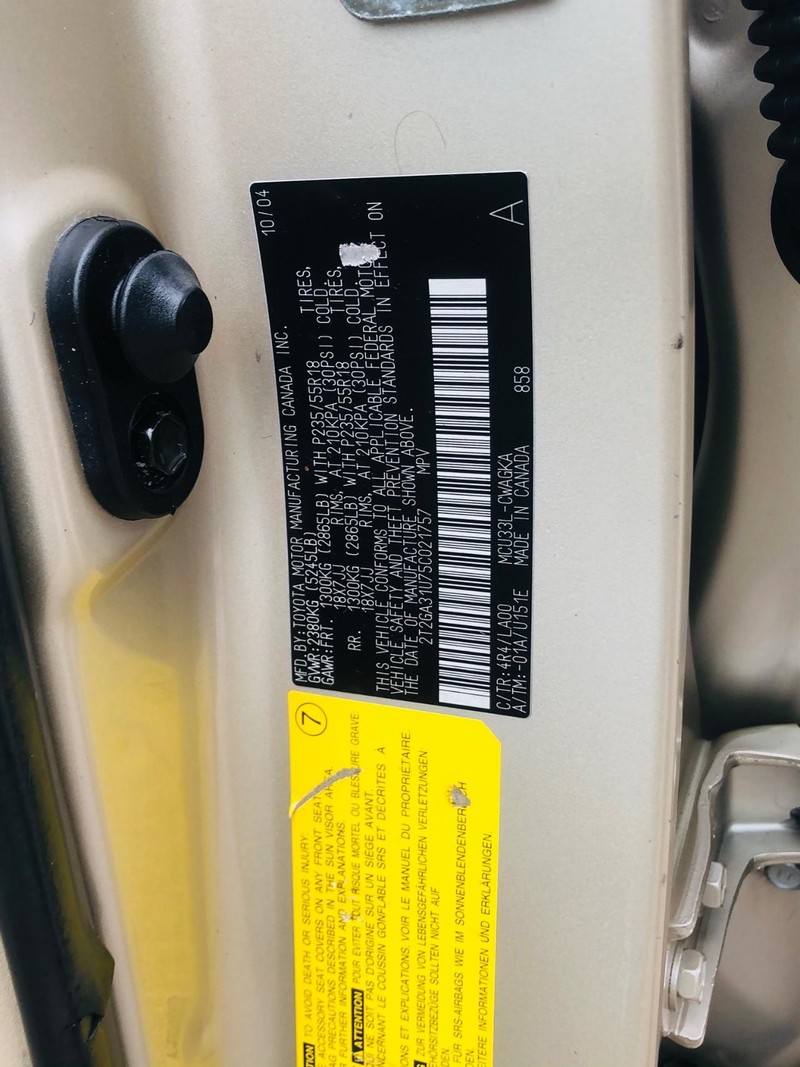 MFD.BY:TOYOTA MOTOR MANUFACTURING CANADA INC. 10/04
GVWR:2380KG (5245LB)
GAWR:FRT. 1300KG (2865LB) WITH P235/55R18 TIRES,
18X7JJ RIMS, AT 210KPA (30PSI) COLD.
RR. 1300KG (2865LB) WITH P235/55R18 TIRES,
18X7JJ RIMS, AT 210KPA (30PSI) COLD.
THIS VEHICLE CONFORMS TO ALL APPLICABLE FEDERAL MOTOR
VEHICLE SAFETY AND THEFT PREVENTION STANDARDS IN EFFECT ON
THE DATE OF MANUFACTURE SHOWN ABOVE.
2T2GA31U75C021757 MPV
C/TR:4R4/LA00 MCU33L-CWAGKA A
A/TM:-01A/U151E MADE IN CANADA 858
7
TO AVOID DEATH OR SERIOUS INJURY:
ACCESSORY SEAT COVERS ON ANY FRONT SEAT
PRECAUTIONS DESCRIBED IN THE SUN VISOR AREA.
FURTHER INFORMATION AND EXPLANATIONS.
ATTENTION POUR EVITER TOUT RISQUE MORTEL OU BLESSURE GRAVE
NE SOIT PAS D'ORIGINE SUR UN SIEGE AVANT.
LE COUSSIN GONFLABLE SRS ET DECRITES À
ET EXPLICATIONS, VOIR LE MANUEL DU PROPRIETAIRE
ZU VERMEIDUNG VON LEBENSGEFÄHRLICHEN VERLETZUNGEN
SOLLTEN NICHT AUF
FÜR SRS-AIRBAGS WIE IM SONNENBLENDENBEREICH
INFORMATIONEN UND ERKLÄRUNGEN.